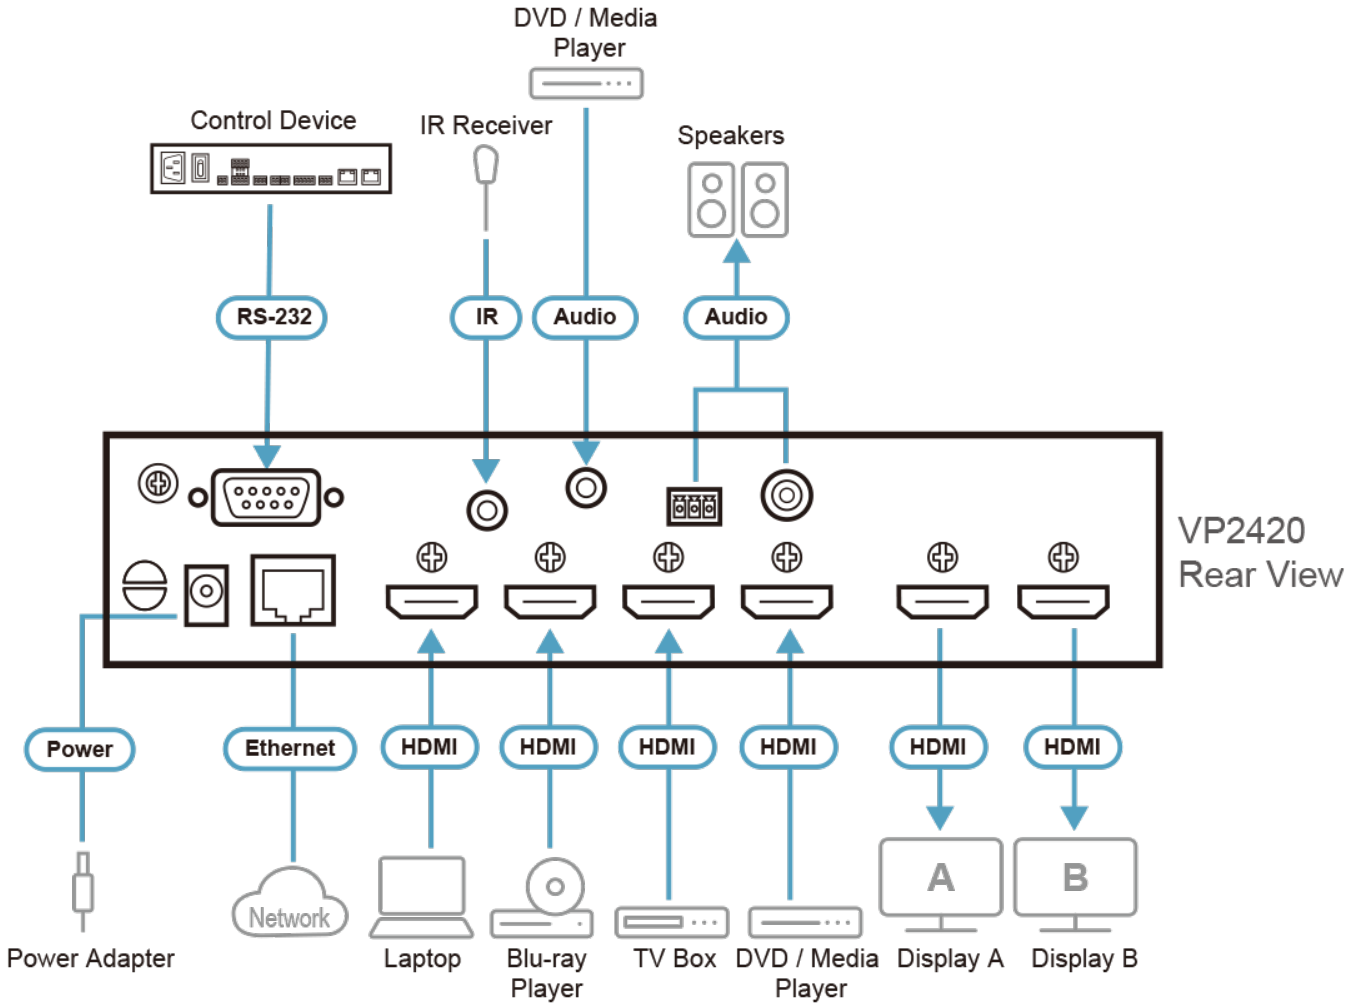 DVD / Media
Player
Control Device
IR Receiver
Speakers
RS-232
IR
Audio
Audio
VP2420
Rear View
Power
Ethernet
HDMI
HDMI
HDMI
HDMI
HDMI
HDMI
A
B
Network
Power Adapter
Laptop
Blu-ray
Player
TV Box
DVD / Media
Player
Display A
Display B